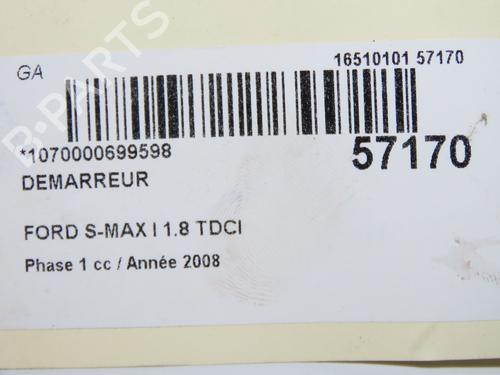 GA
16510101 57170
*1070000699598
57170
DEMARREUR
FORD S-MAX I 1.8 TDCI
Phase 1 cc / Année 2008
B-PARTS